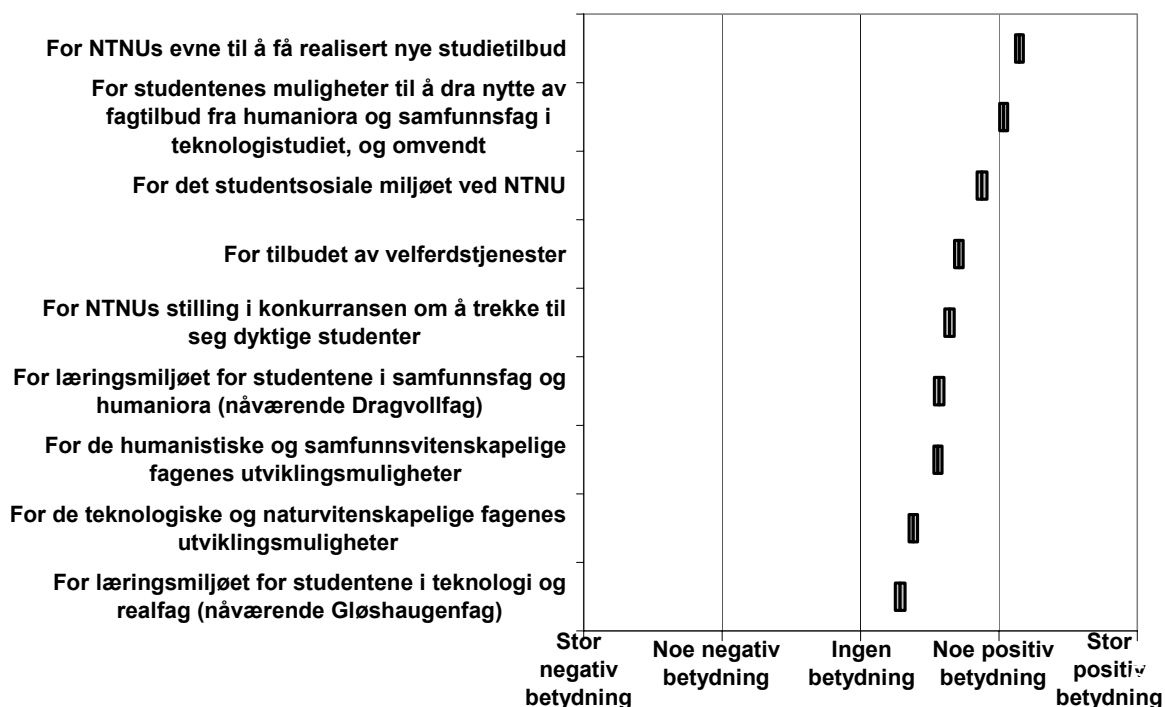 For NTNUs evne til å få realisert nye studietilbud
For studentenes muligheter til å dra nytte av
fagtilbud fra humaniora og samfunnsfag i
teknologistudiet, og omvendt
For det studentsosiale miljøet ved NTNU
For tilbudet av velferdstjenester
For NTNUs stilling i konkurransen om å trekke til
seg dyktige studenter
For læringsmiljøet for studentene i samfunnsfag og
humaniora (nåværende Dragvollfag)
For de humanistiske og samfunnsvitenskapelige
fagenes utviklingsmuligheter
For de teknologiske og naturvitenskapelige fagenes
utviklingsmuligheter
For læringsmiljøet for studentene i teknologi og
realfag (nåværende Gløshaugenfag)
Stor
negativ
betydning
Noe negativ
betydning
Ingen
betydning
Noe positiv
betydning
Stor
positiv
betydning